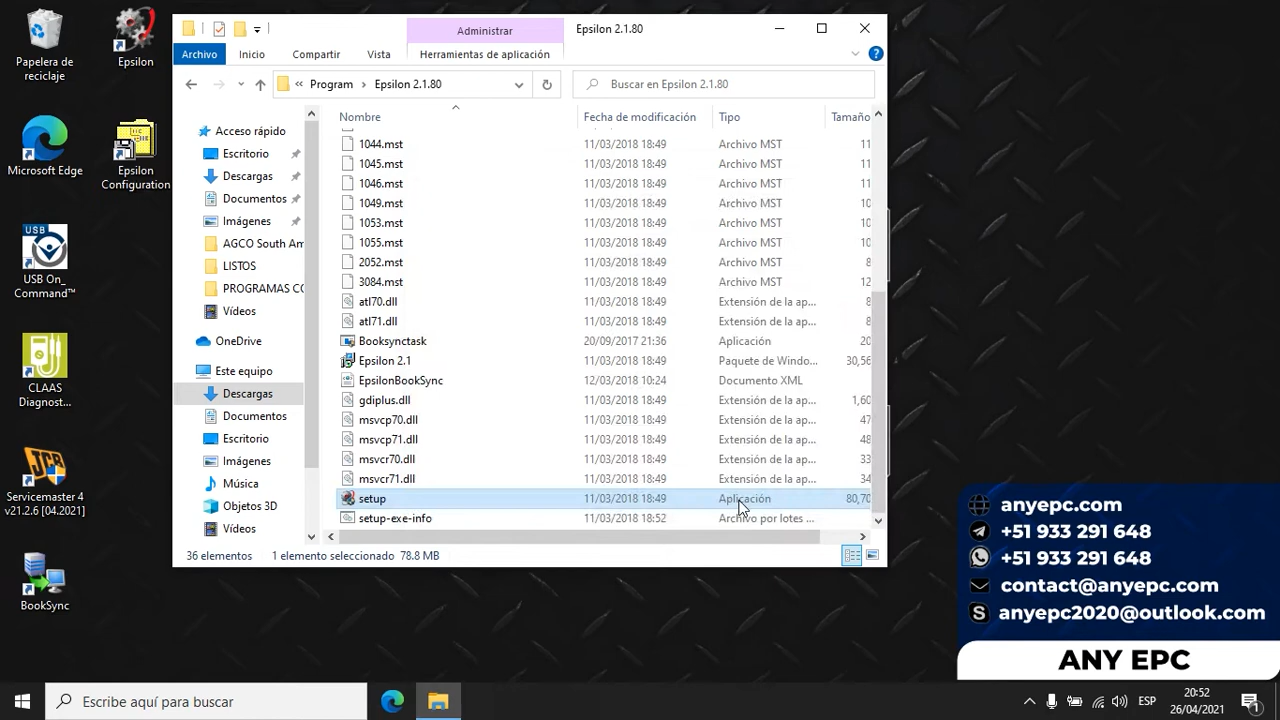 Papelera de
reciclaje
Epsilon
Microsoft Edge
Epsilon
Configuration
USB
USB On_
Command™
CLAAS
Diagnost...
JCB
Servicemaster 4
v21.2.6 [04.2021]
BookSync
Administrar
Epsilon 2.1.80
Archivo
Inicio
Compartir
Vista
Herramientas de aplicación
Program
Epsilon 2.1.80
Buscar en Epsilon 2.1.80
Acceso rápido
Escritorio
Descargas
Documentos
Imágenes
AGCO South Am
LISTOS
PROGRAMAS CO
Vídeos
OneDrive
Este equipo
Descargas
Documentos
Escritorio
Imágenes
Música
Objetos 3D
Vídeos
Nombre Fecha de modificación Tipo Tamaño
1044.mst 11/03/2018 18:49 Archivo MST 11
1045.mst 11/03/2018 18:49 Archivo MST 11
1046.mst 11/03/2018 18:49 Archivo MST 11
1049.mst 11/03/2018 18:49 Archivo MST 10
1053.mst 11/03/2018 18:49 Archivo MST 10
1055.mst 11/03/2018 18:49 Archivo MST 10
2052.mst 11/03/2018 18:49 Archivo MST 8
3084.mst 11/03/2018 18:49 Archivo MST 12
atl70.dll 11/03/2018 18:49 Extensión de la ap... 8
atl71.dll 11/03/2018 18:49 Extensión de la ap... 8
Booksynctask 20/09/2017 21:36 Aplicación 20
Epsilon 2.1 11/03/2018 18:49 Paquete de Windo... 30,56
EpsilonBookSync 12/03/2018 10:24 Documento XML
gdiplus.dll 11/03/2018 18:49 Extensión de la ap... 1,60
msvcp70.dll 11/03/2018 18:49 Extensión de la ap... 47
msvcp71.dll 11/03/2018 18:49 Extensión de la ap... 48
msvcr70.dll 11/03/2018 18:49 Extensión de la ap... 33
msvcr71.dll 11/03/2018 18:49 Extensión de la ap... 34
setup 11/03/2018 18:49 Aplicación 80,70
setup-exe-info 11/03/2018 18:52 Archivo por lotes ...
36 elementos 1 elemento seleccionado 78.8 MB
anyepc.com
+51 933 291 648
+51 933 291 648
contact@anyepc.com
anyepc2020@outlook.com
ANY EPC
Escribe aquí para buscar
ESP
20:52
26/04/2021
1